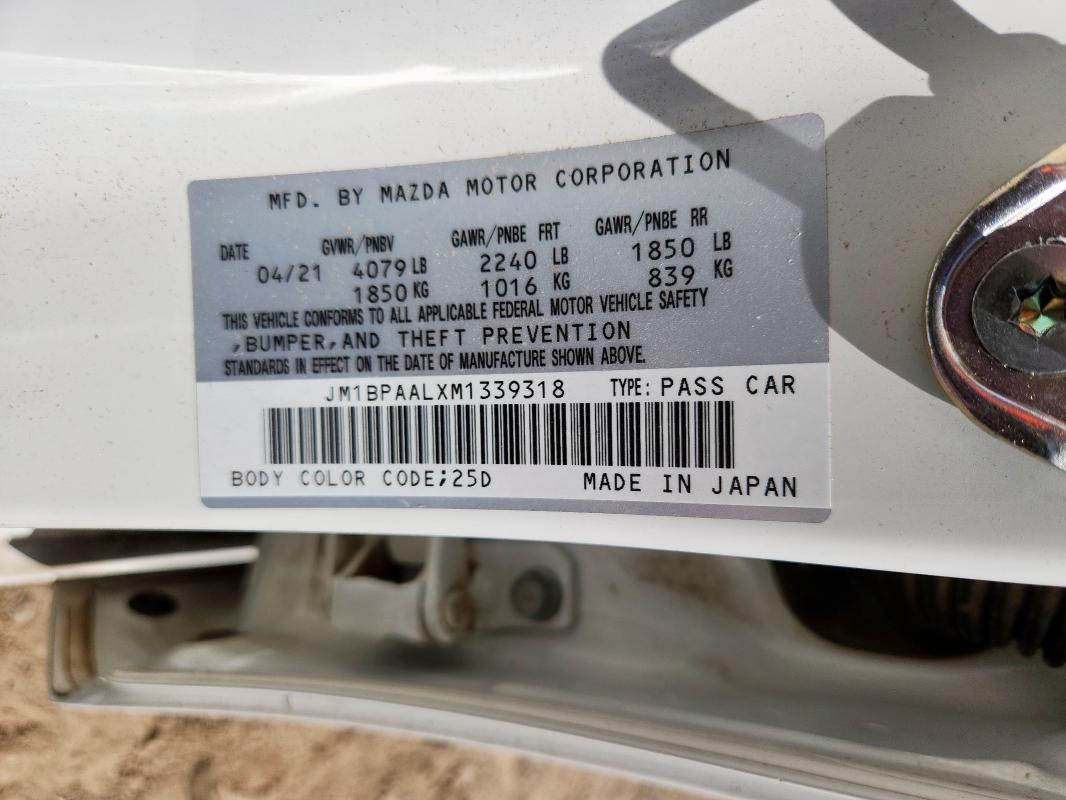 MFD. BY MAZDA MOTOR CORPORATION
DATE GVWR/PNBV GAWR/PNBE FRT GAWR/PNBE RR
04/21 4079 LB 2240 LB 1850 LB
1850 KG 1016 KG 839 KG
THIS VEHICLE CONFORMS TO ALL APPLICABLE FEDERAL MOTOR VEHICLE SAFETY
,BUMPER,AND THEFT PREVENTION
STANDARDS IN EFFECT ON THE DATE OF MANUFACTURE SHOWN ABOVE.
JM1BPAALXM1339318 TYPE: PASS CAR
BODY COLOR CODE;25D MADE IN JAPAN